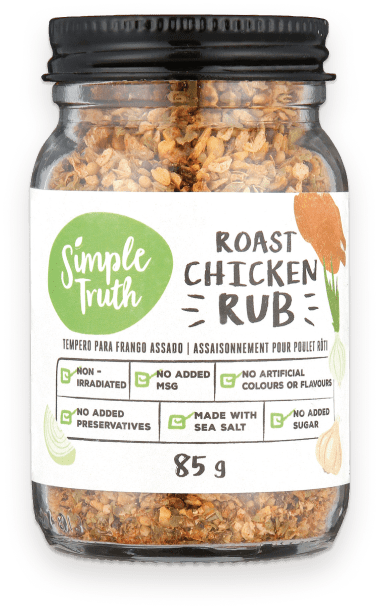 Simple
Truth
ROAST
CHICKEN
RUB
TEMPERO PARA FRANGO ASSADO | ASSAISONNEMENT POUR POULET RÔTI
NON -
IRRADIATED
NO ADDED
MSG
NO ARTIFICIAL
COLOURS OR FLAVOURS
NO ADDED
PRESERVATIVES
MADE WITH
SEA SALT
NO ADDED
SUGAR
85 g